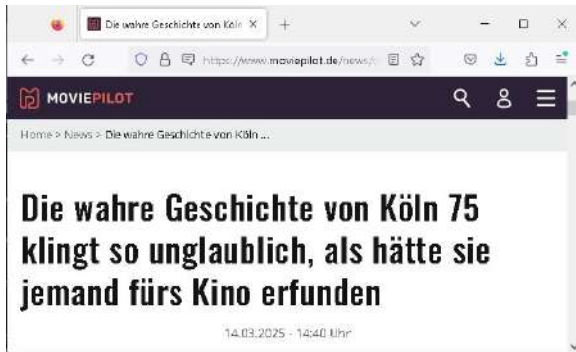 Die wahre Geschichte von Köln
https://www.moviepilot.de/news/
MOVIEPILOT
Home > News > Die wahre Geschichte von Köln ...
Die wahre Geschichte von Köln 75
klingt so unglaublich, als hätte sie
jemand fürs Kino erfunden
14.03.2025 - 14:40 Uhr